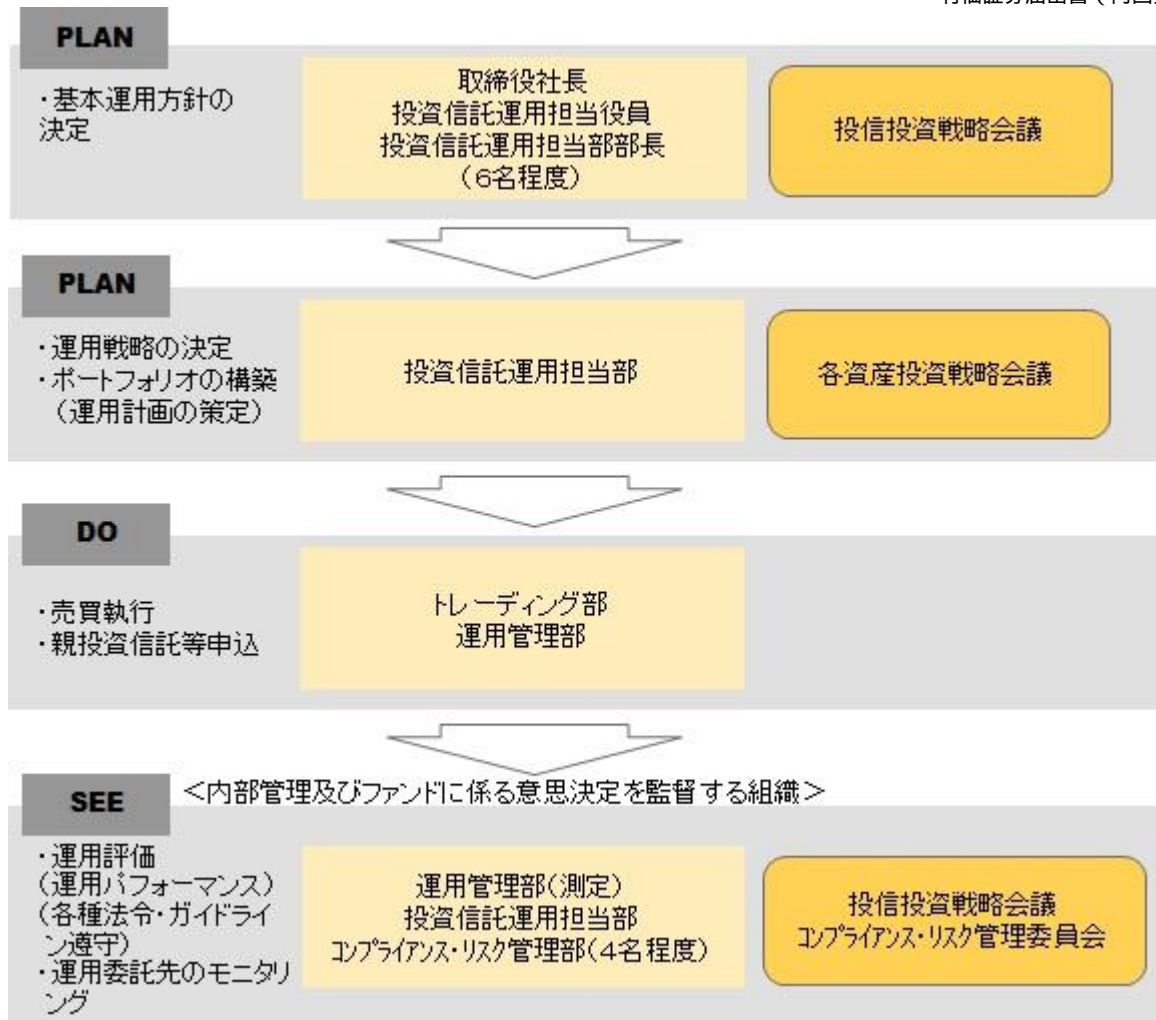 PLAN
・基本運用方針の
決定
取締役社長
投資信託運用担当役員
投資信託運用担当部部長
(6名程度)
投信投資戦略会議
PLAN
・運用戦略の決定
・ポートフォリオの構築
(運用計画の策定)
投資信託運用担当部
各資産投資戦略会議
DO
・売買執行
・親投資信託等申込
トレーディング部
運用管理部
SEE
<内部管理及びファンドに係る意思決定を監督する組織>
・運用評価
(運用パフォーマンス)
(各種法令・ガイドライ
ン遵守)
・運用委託先のモニタリ
ング
運用管理部(測定)
投資信託運用担当部
コンプライアンス・リスク管理部(4名程度)
投信投資戦略会議
コンプライアンス・リスク管理委員会